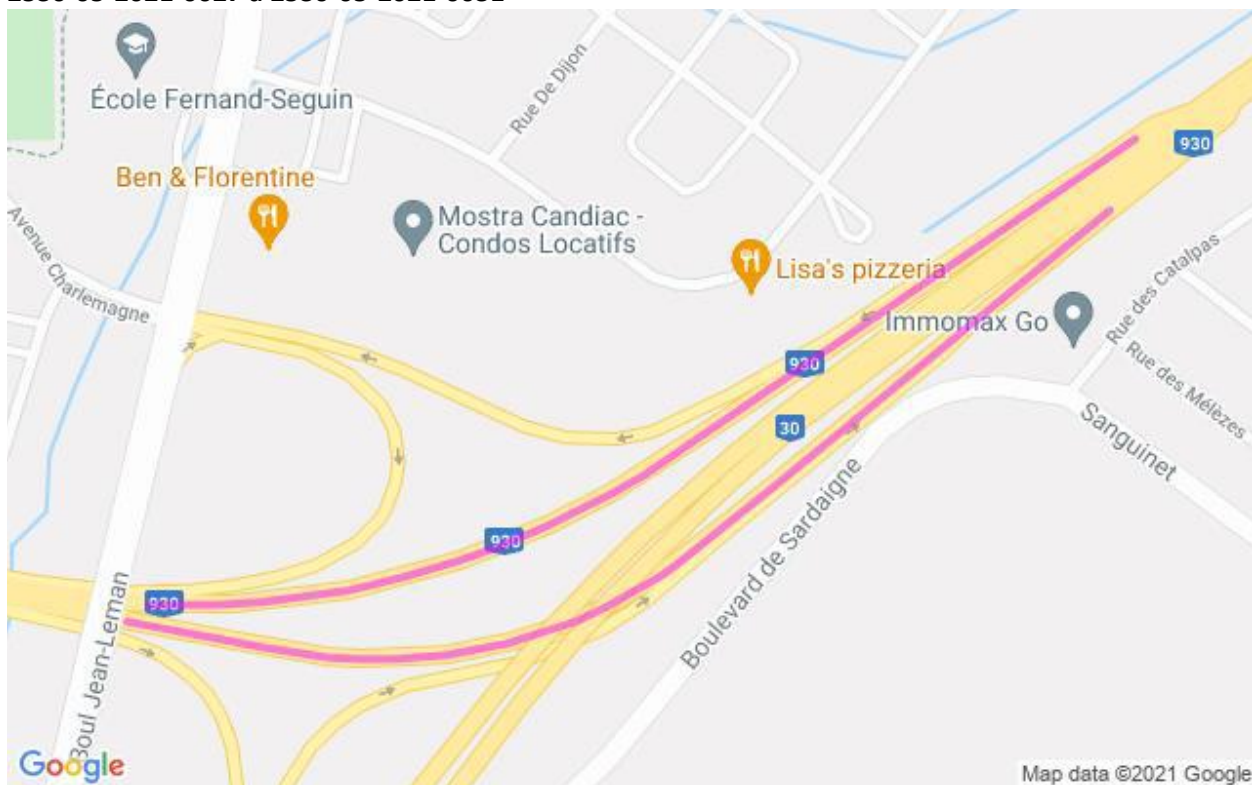 École Fernand-Seguin
Rue De Dijon
930
Ben & Florentine
Mostra Candiac -
Condos Locatifs
Avenue Charlemagne
Lisa's pizzeria
Rue des Catalpas
Immomax Go
Rue des Mélèzes
930
Sanguinet
30
930
Boulevard de Sardaigne
930
Boul Jean-Leman
Google
Map data ©2021 Google